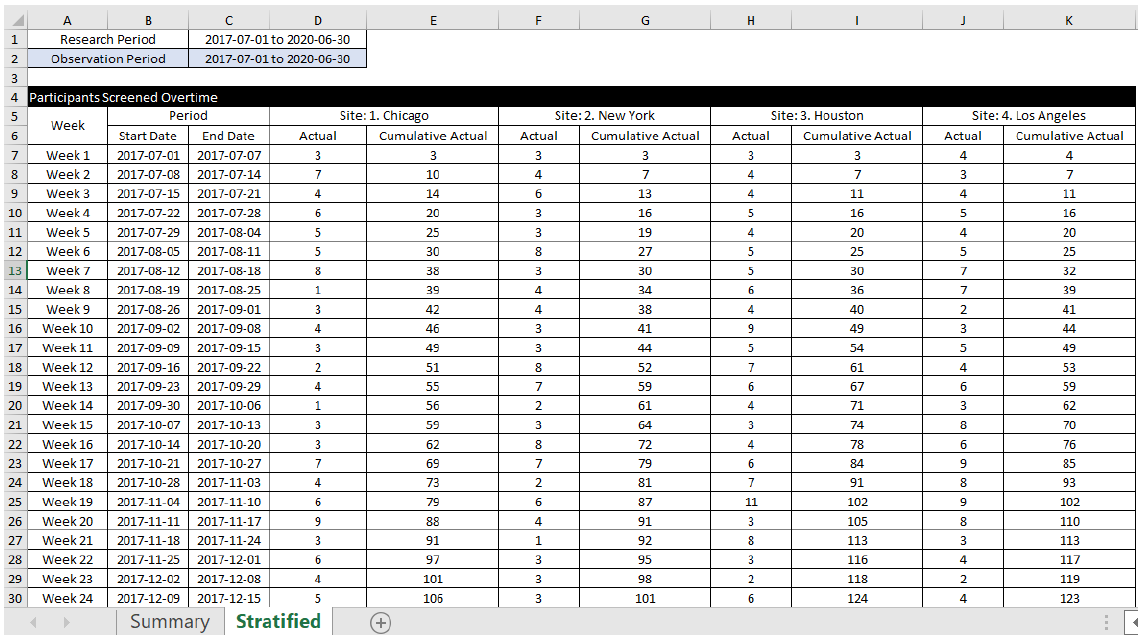 A B C D E F G H I J K
1 Research Period 2017-07-01 to 2020-06-30
2 Observation Period 2017-07-01 to 2020-06-30
3
4 Participants Screened Overtime
5 Week Period Site: 1. Chicago Site: 2. New York Site: 3. Houston Site: 4. Los Angeles
6 Start Date End Date Actual Cumulative Actual Actual Cumulative Actual Actual Cumulative Actual Actual Cumulative Actual
7 Week 1 2017-07-01 2017-07-07 3 3 3 3 3 3 4 4
8 Week 2 2017-07-08 2017-07-14 7 10 4 7 4 7 3 7
9 Week 3 2017-07-15 2017-07-21 4 14 6 13 4 11 4 11
10 Week 4 2017-07-22 2017-07-28 6 20 3 16 5 16 5 16
11 Week 5 2017-07-29 2017-08-04 5 25 3 19 4 20 4 20
12 Week 6 2017-08-05 2017-08-11 5 30 8 27 5 25 5 25
13 Week 7 2017-08-12 2017-08-18 8 38 3 30 5 30 7 32
14 Week 8 2017-08-19 2017-08-25 1 39 4 34 6 36 7 39
15 Week 9 2017-08-26 2017-09-01 3 42 4 38 4 40 2 41
16 Week 10 2017-09-02 2017-09-08 4 46 3 41 9 49 3 44
17 Week 11 2017-09-09 2017-09-15 3 49 3 44 5 54 5 49
18 Week 12 2017-09-16 2017-09-22 2 51 8 52 7 61 4 53
19 Week 13 2017-09-23 2017-09-29 4 55 7 59 6 67 6 59
20 Week 14 2017-09-30 2017-10-06 1 56 2 61 4 71 3 62
21 Week 15 2017-10-07 2017-10-13 3 59 3 64 3 74 8 70
22 Week 16 2017-10-14 2017-10-20 3 62 8 72 4 78 6 76
23 Week 17 2017-10-21 2017-10-27 7 69 7 79 6 84 9 85
24 Week 18 2017-10-28 2017-11-03 4 73 2 81 7 91 8 93
25 Week 19 2017-11-04 2017-11-10 6 79 6 87 11 102 9 102
26 Week 20 2017-11-11 2017-11-17 9 88 4 91 3 105 8 110
27 Week 21 2017-11-18 2017-11-24 3 91 1 92 8 113 3 113
28 Week 22 2017-11-25 2017-12-01 6 97 3 95 3 116 4 117
29 Week 23 2017-12-02 2017-12-08 4 101 3 98 2 118 2 119
30 Week 24 2017-12-09 2017-12-15 5 106 3 101 6 124 4 123
Summary Stratified